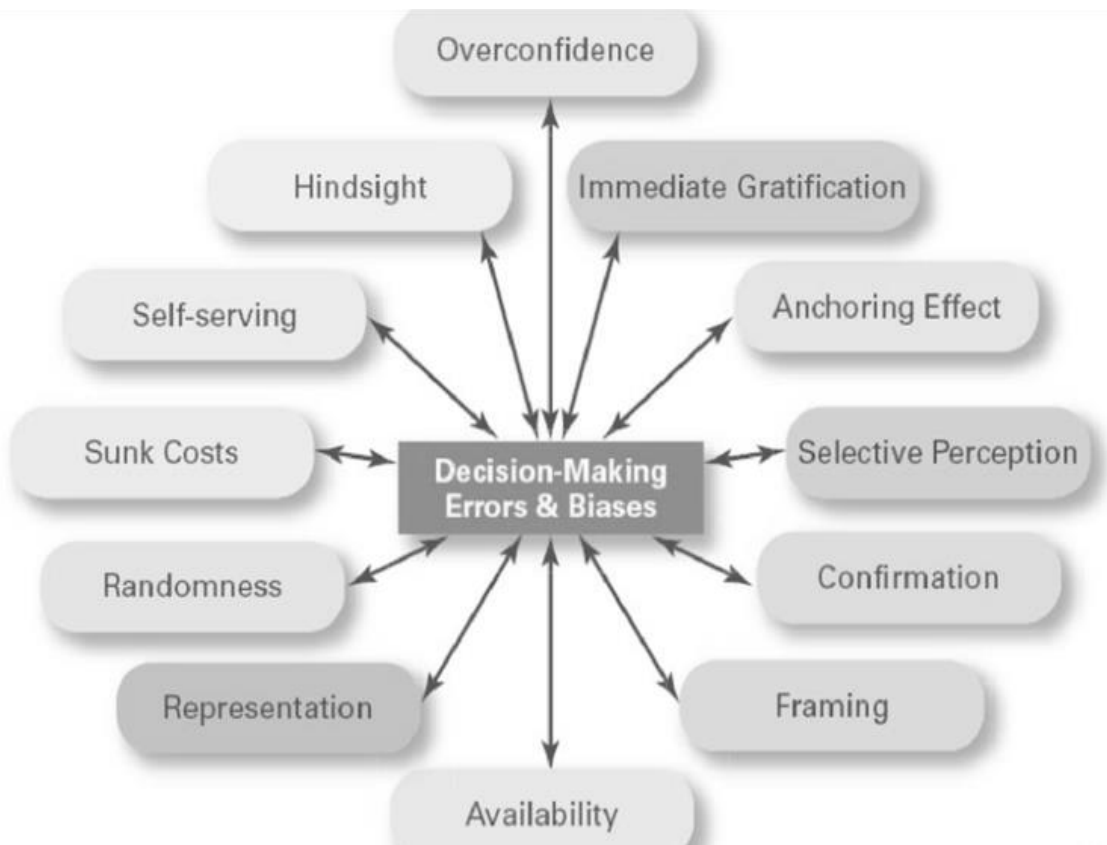 Overconfidence
Hindsight
Immediate Gratification
Self-serving
Anchoring Effect
Sunk Costs
Decision-Making
Errors & Biases
Selective Perception
Randomness
Confirmation
Representation
Framing
Availability